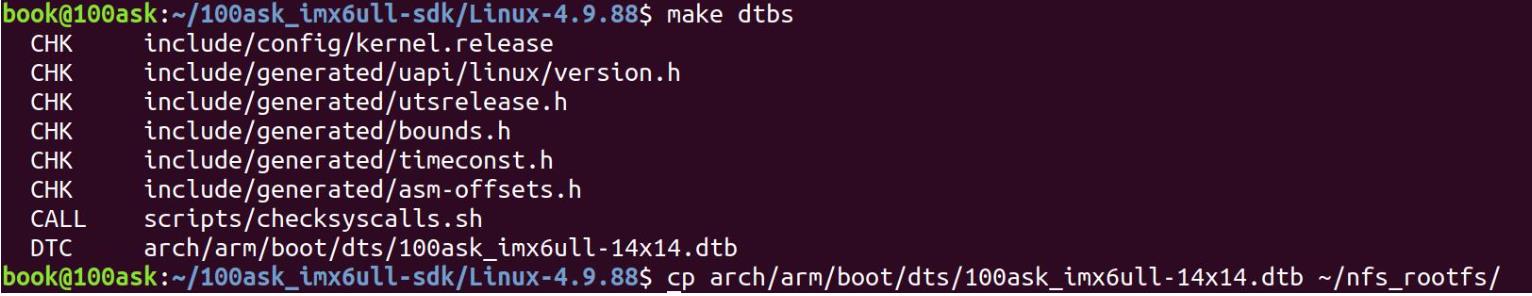 book@100ask:~/100ask_imx6ull-sdk/Linux-4.9.88$ make dtbs
CHK include/config/kernel.release
CHK include/generated/uapi/linux/version.h
CHK include/generated/utsrelease.h
CHK include/generated/bounds.h
CHK include/generated/timeconst.h
CHK include/generated/asm-offsets.h
CALL scripts/checksyscalls.sh
DTC arch/arm/boot/dts/100ask_imx6ull-14x14.dtb
book@100ask:~/100ask_imx6ull-sdk/Linux-4.9.88$ cp arch/arm/boot/dts/100ask_imx6ull-14x14.dtb ~/nfs_rootfs/